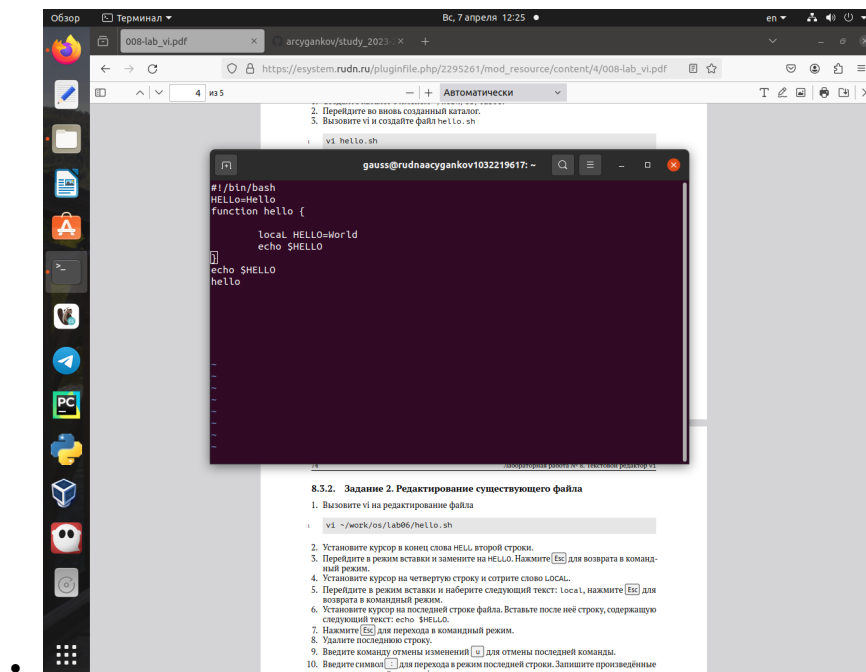 Обзор
Терминал
Вс, 7 апреля 12:25
en
008-lab_vi.pdf
arcygankov/study_2023-
https://esystem.rudn.ru/pluginfile.php/2295261/mod_resource/content/4/008-lab_vi.pdf
4 из 5
Автоматически
2. Перейдите во вновь созданный каталог.
3. Вызовите vi и создайте файл hello.sh
1 vi hello.sh
gauss@rudnaacygankov1032219617: ~
#!/bin/bash
HELLo=Hello
function hello {
locaL HELLO=World
echo $HELLO
}
echo $HELLO
hello
~
~
~
~
~
~
~
~
74 Лабораторная работа № 8. Текстовой редактор vi
8.3.2. Задание 2. Редактирование существующего файла
1. Вызовите vi на редактирование файла
1 vi ~/work/os/lab06/hello.sh
2. Установите курсор в конец слова HELL второй строки.
3. Перейдите в режим вставки и замените на HELLO. Нажмите Esc для возврата в команд-
ный режим.
4. Установите курсор на четвертую строку и сотрите слово LOCAL.
5. Перейдите в режим вставки и наберите следующий текст: local, нажмите Esc для
возврата в командный режим.
6. Установите курсор на последней строке файла. Вставьте после неё строку, содержащую
следующий текст: echo $HELLO.
7. Нажмите Esc для перехода в командный режим.
8. Удалите последнюю строку.
9. Введите команду отмены изменений u для отмены последней команды.
10. Введите символ : для перехода в режим последней строки. Запишите произведённые